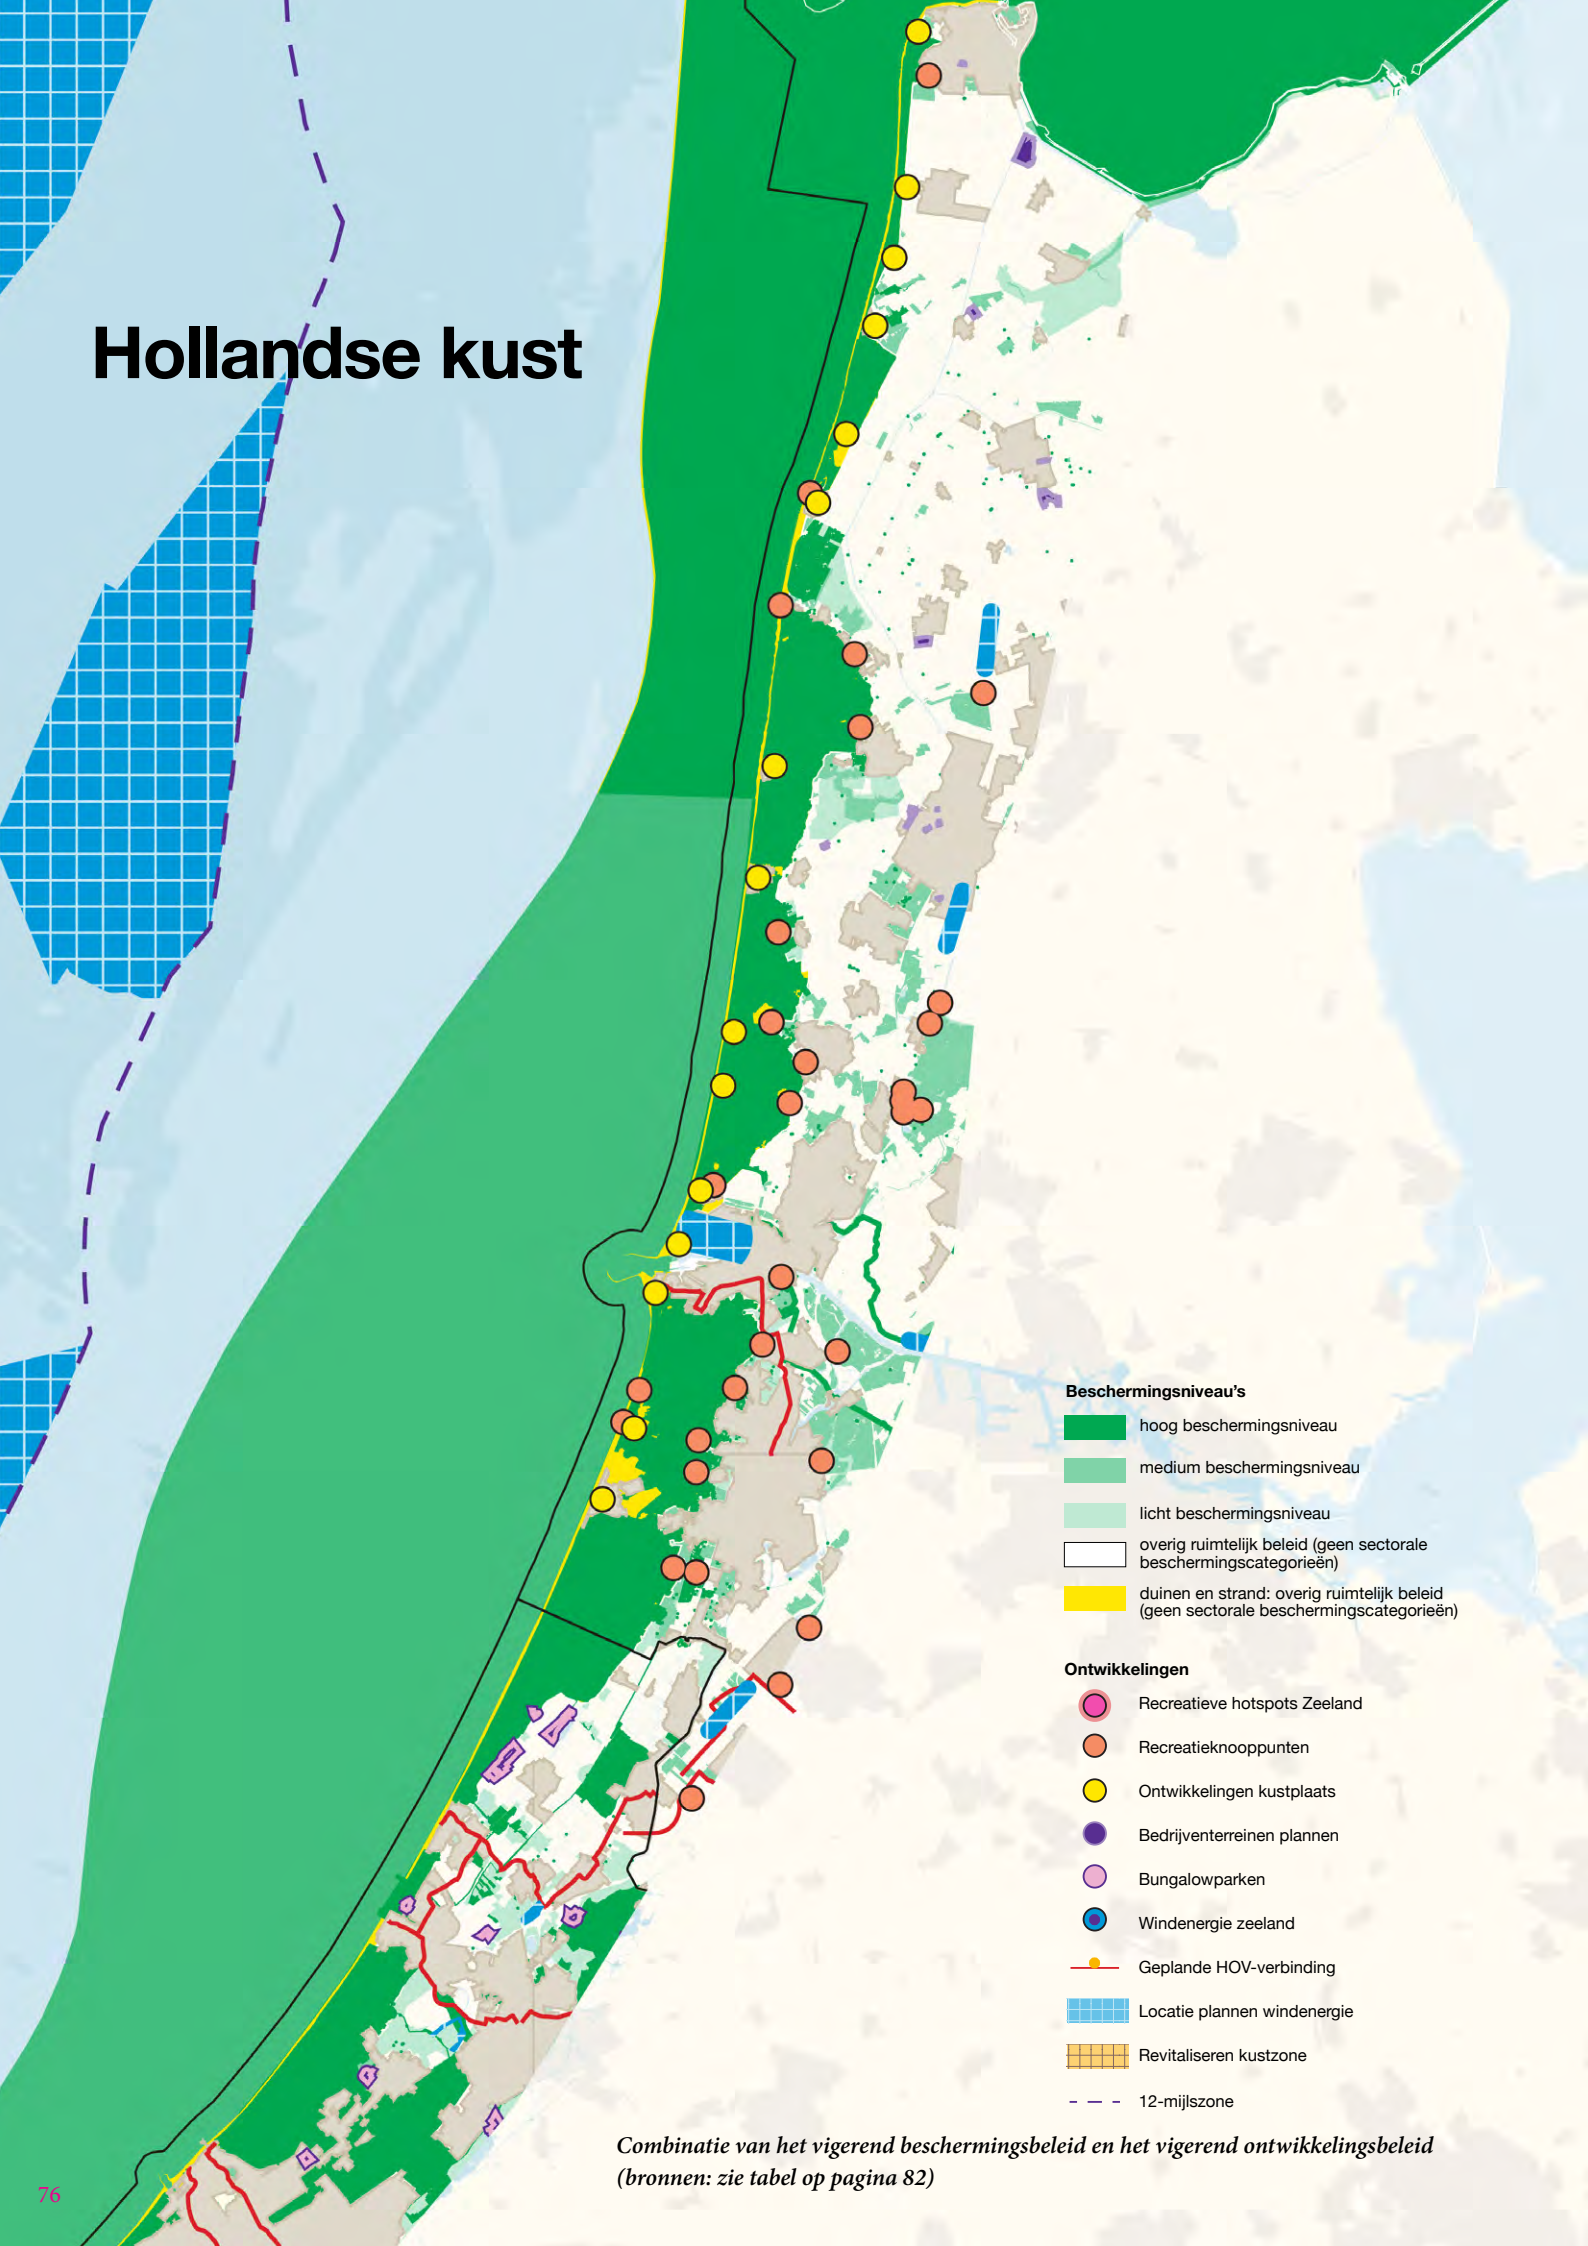 Hollandse kust
Beschermingsniveau's
hoog beschermingsniveau
medium beschermingsniveau
licht beschermingsniveau
overig ruimtelijk beleid (geen sectorale
beschermingscategorieën)
duinen en strand: overig ruimtelijk beleid
(geen sectorale beschermingscategorieën)
Ontwikkelingen
Recreatieve hotspots Zeeland
Recreatieknooppunten
Ontwikkelingen kustplaats
Bedrijventerreinen plannen
Bungalowparken
Windenergie zeeland
Geplande HOV-verbinding
Locatie plannen windenergie
Revitaliseren kustzone
12-mijlszone
Combinatie van het vigerend beschermingsbeleid en het vigerend ontwikkelingsbeleid
(bronnen: zie tabel op pagina 82)
76